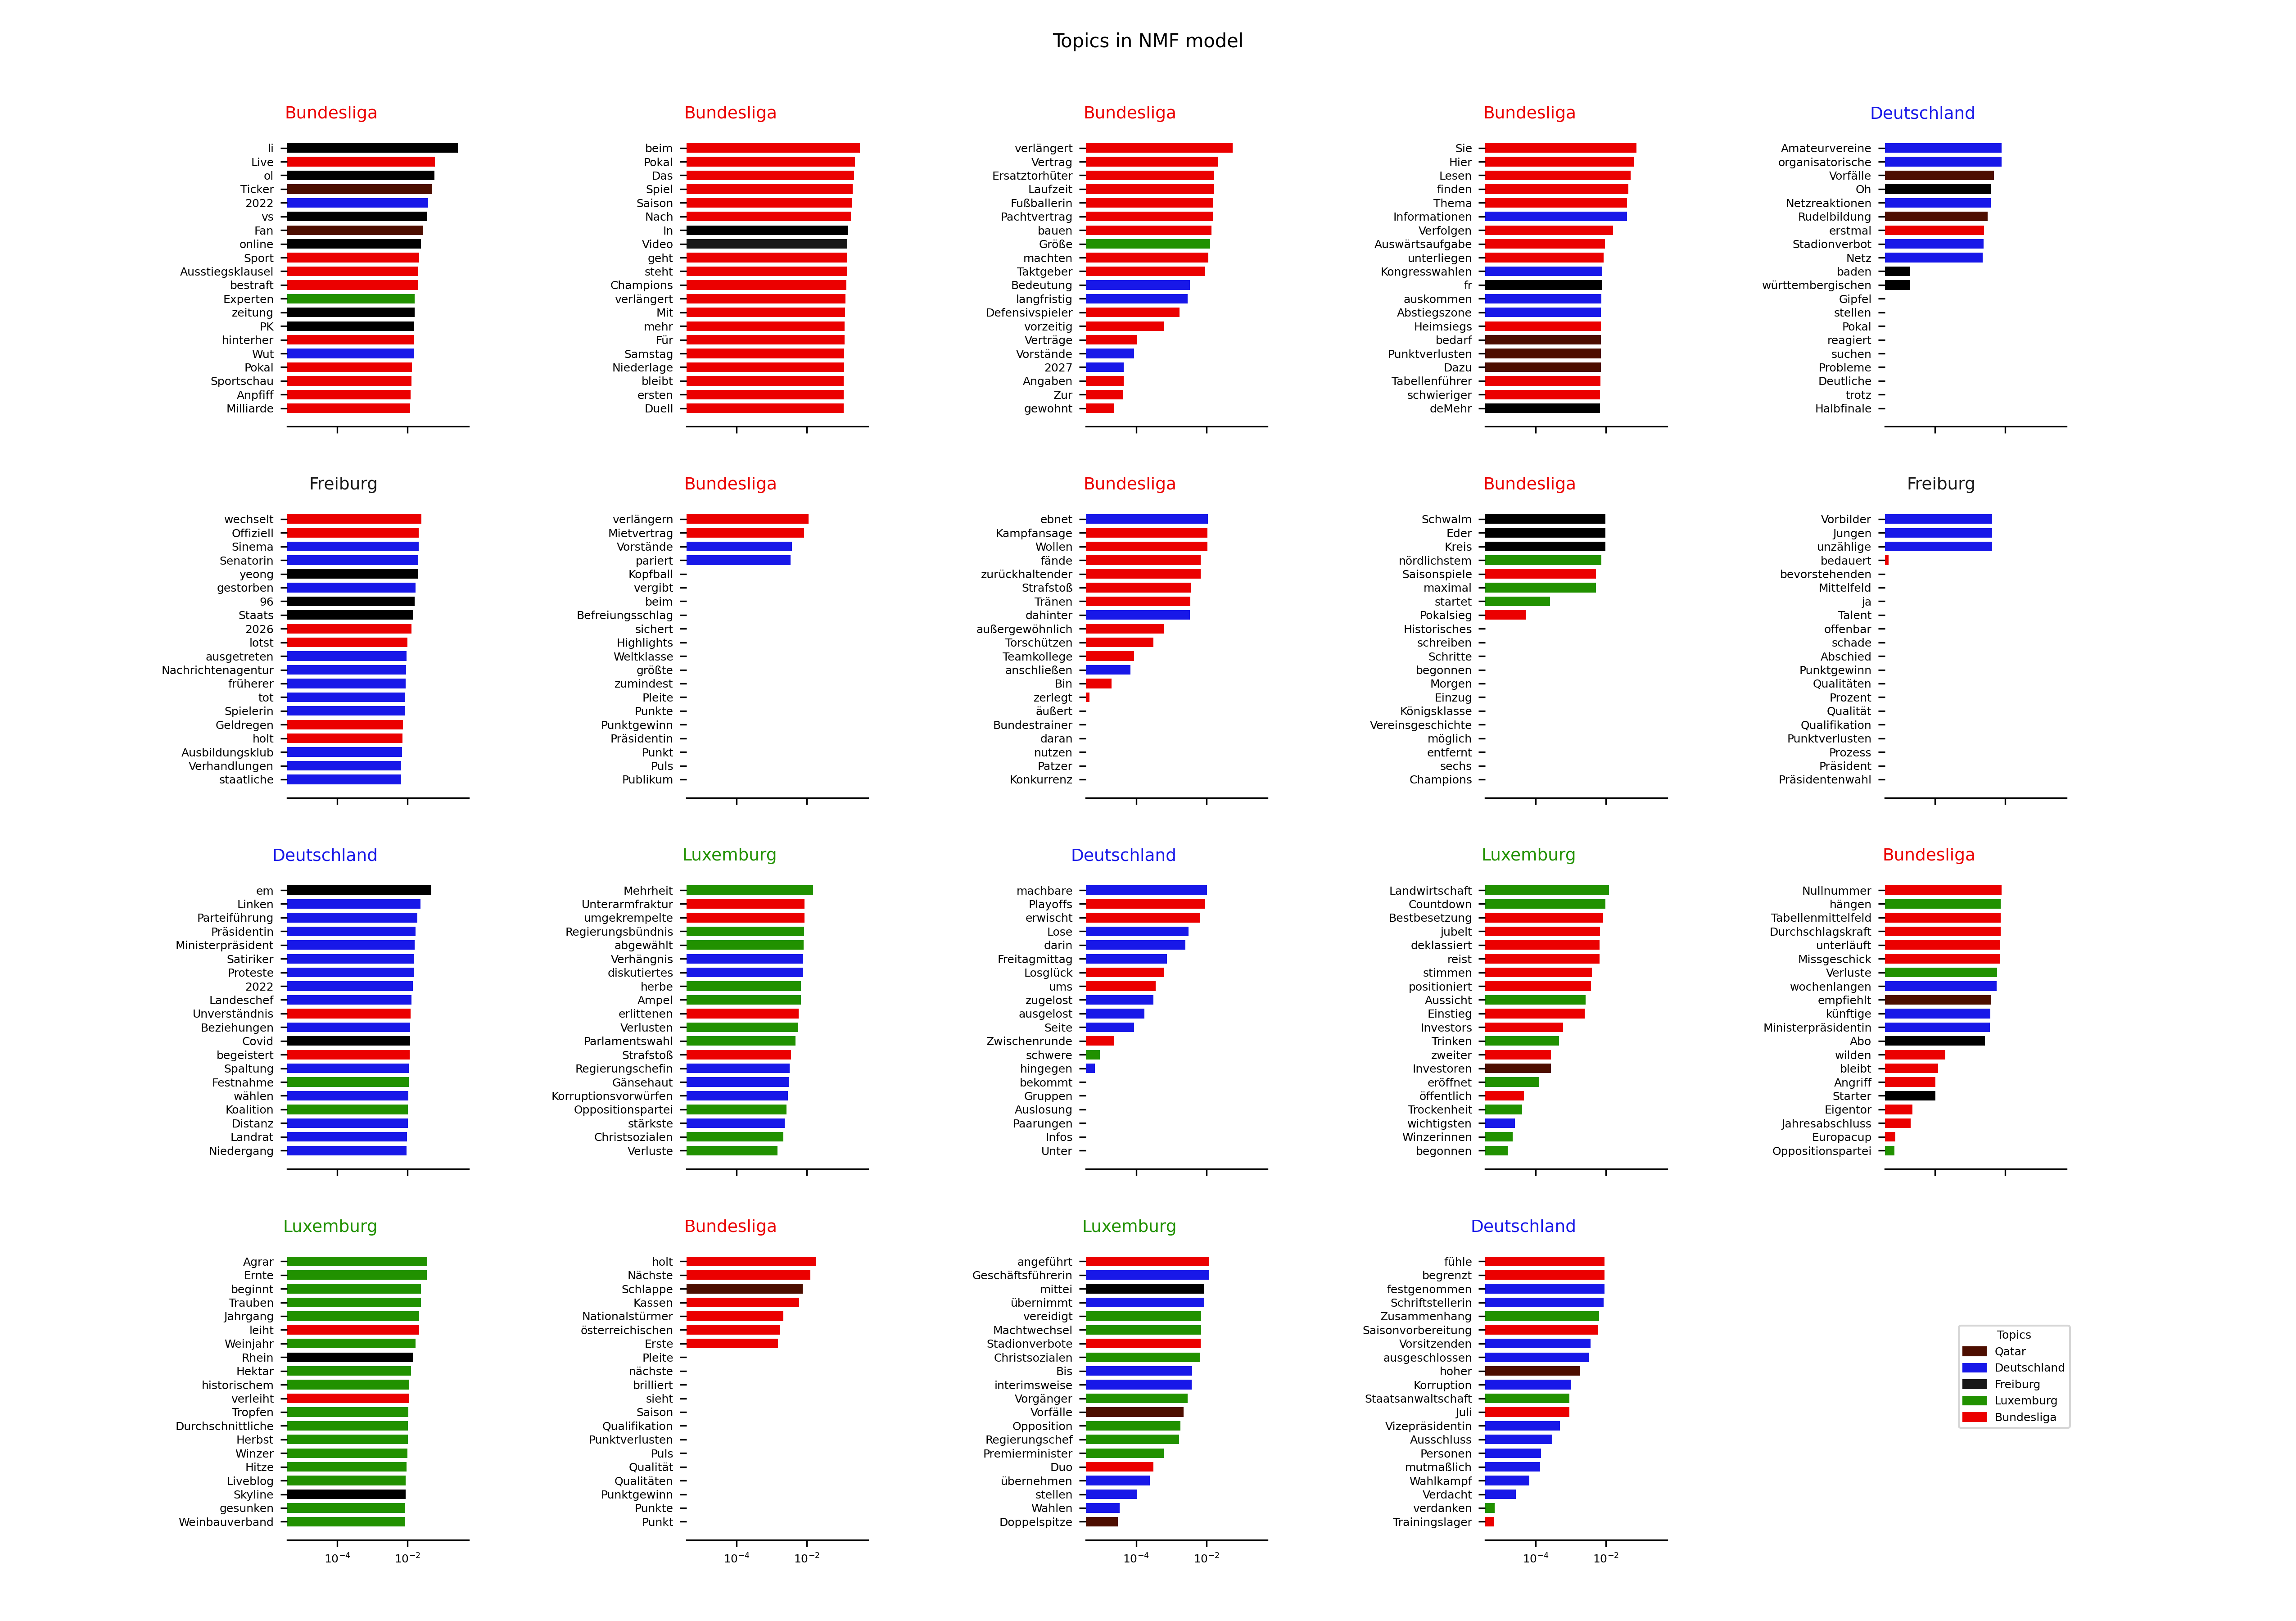 Topics in NMF model
Bundesliga
li
Live
ol
Ticker
2022
vs
Fan
online
Sport
Ausstiegsklausel
bestraft
Experten
zeitung
PK
hinterher
Wut
Pokal
Sportschau
Anpfiff
Milliarde
Bundesliga
beim
Pokal
Das
Spiel
Saison
Nach
In
Video
geht
steht
Champions
verlängert
Mit
mehr
Für
Samstag
Niederlage
bleibt
ersten
Duell
Bundesliga
verlängert
Vertrag
Ersatztorhüter
Laufzeit
Fußballerin
Pachtvertrag
bauen
Größe
machten
Taktgeber
Bedeutung
langfristig
Defensivspieler
vorzeitig
Verträge
Vorstände
2027
Angaben
Zur
gewohnt
Bundesliga
Sie
Hier
Lesen
finden
Thema
Informationen
Verfolgen
Auswärtsaufgabe
unterliegen
Kongresswahlen
fr
auskommen
Abstiegszone
Heimsiegs
bedarf
Punktverlusten
Dazu
Tabellenführer
schwieriger
deMehr
Deutschland
Amateurvereine
organisatorische
Vorfälle
Oh
Netzreaktionen
Rudelbildung
erstmal
Stadionverbot
Netz
baden
württembergischen
Gipfel
stellen
Pokal
reagiert
suchen
Probleme
Deutliche
trotz
Halbfinale
Freiburg
wechselt
Offiziell
Sinema
Senatorin
yeong
gestorben
96
Staats
2026
lotst
ausgetreten
Nachrichtenagentur
früherer
tot
Spielerin
Geldregen
holt
Ausbildungsklub
Verhandlungen
staatliche
Bundesliga
verlängern
Mietvertrag
Vorstände
pariert
Kopfball
vergibt
beim
Befreiungsschlag
sichert
Highlights
Weltklasse
größte
zumindest
Pleite
Punkte
Punktgewinn
Präsidentin
Punkt
Puls
Publikum
Bundesliga
ebnet
Kampfansage
Wollen
fände
zurückhaltender
Strafstoß
Tränen
dahinter
außergewöhnlich
Torschützen
Teamkollege
anschließen
Bin
zerlegt
äußert
Bundestrainer
daran
nutzen
Patzer
Konkurrenz
Bundesliga
Schwalm
Eder
Kreis
nördlichstem
Saisonspiele
maximal
startet
Pokalsieg
Historisches
schreiben
Schritte
begonnen
Morgen
Einzug
Königsklasse
Vereinsgeschichte
möglich
entfernt
sechs
Champions
Freiburg
Vorbilder
Jungen
unzählige
bedauert
bevorstehenden
Mittelfeld
ja
Talent
offenbar
schade
Abschied
Punktgewinn
Qualitäten
Prozent
Qualität
Qualifikation
Punktverlusten
Prozess
Präsident
Präsidentenwahl
Deutschland
em
Linken
Parteiführung
Präsidentin
Ministerpräsident
Satiriker
Proteste
2022
Landeschef
Unverständnis
Beziehungen
Covid
begeistert
Spaltung
Festnahme
wählen
Koalition
Distanz
Landrat
Niedergang
Luxemburg
Mehrheit
Unterarmfraktur
umgekrempelte
Regierungsbündnis
abgewählt
Verhängnis
diskutiertes
herbe
Ampel
erlittenen
Verlusten
Parlamentswahl
Strafstoß
Regierungschefin
Gänsehaut
Korruptionsvorwürfen
Oppositionspartei
stärkste
Christsozialen
Verluste
Deutschland
machbare
Playoffs
erwischt
Lose
darin
Freitagmittag
Losglück
ums
zugelost
ausgelost
Seite
Zwischenrunde
schwere
hingegen
bekommt
Gruppen
Auslosung
Paarungen
Infos
Unter
Luxemburg
Landwirtschaft
Countdown
Bestbesetzung
jubelt
deklassiert
reist
stimmen
positioniert
Aussicht
Einstieg
Investors
Trinken
zweiter
Investoren
eröffnet
öffentlich
Trockenheit
wichtigsten
Winzerinnen
begonnen
Bundesliga
Nullnummer
hängen
Tabellenmittelfeld
Durchschlagskraft
unterläuft
Missgeschick
Verluste
wochenlangen
empfiehlt
künftige
Ministerpräsidentin
Abo
wilden
bleibt
Angriff
Starter
Eigentor
Jahresabschluss
Europacup
Oppositionspartei
Luxemburg
Agrar
Ernte
beginnt
Trauben
Jahrgang
leiht
Weinjahr
Rhein
Hektar
historischem
verleiht
Tropfen
Durchschnittliche
Herbst
Winzer
Hitze
Liveblog
Skyline
gesunken
Weinbauverband
10⁻⁴ 10⁻²
Bundesliga
holt
Nächste
Schlappe
Kassen
Nationalstürmer
österreichischen
Erste
Pleite
nächste
brilliert
sieht
Saison
Qualifikation
Punktverlusten
Puls
Qualität
Qualitäten
Punktgewinn
Punkte
Punkt
10⁻⁴ 10⁻²
Luxemburg
angeführt
Geschäftsführerin
mittei
übernimmt
vereidigt
Machtwechsel
Stadionverbote
Christsozialen
Bis
interimsweise
Vorgänger
Vorfälle
Opposition
Regierungschef
Premierminister
Duo
übernehmen
stellen
Wahlen
Doppelspitze
10⁻⁴ 10⁻²
Deutschland
fühle
begrenzt
festgenommen
Schriftstellerin
Zusammenhang
Saisonvorbereitung
Vorsitzenden
ausgeschlossen
hoher
Korruption
Staatsanwaltschaft
Juli
Vizepräsidentin
Ausschluss
Personen
mutmaßlich
Wahlkampf
Verdacht
verdanken
Trainingslager
10⁻⁴ 10⁻²
Topics
Qatar
Deutschland
Freiburg
Luxemburg
Bundesliga